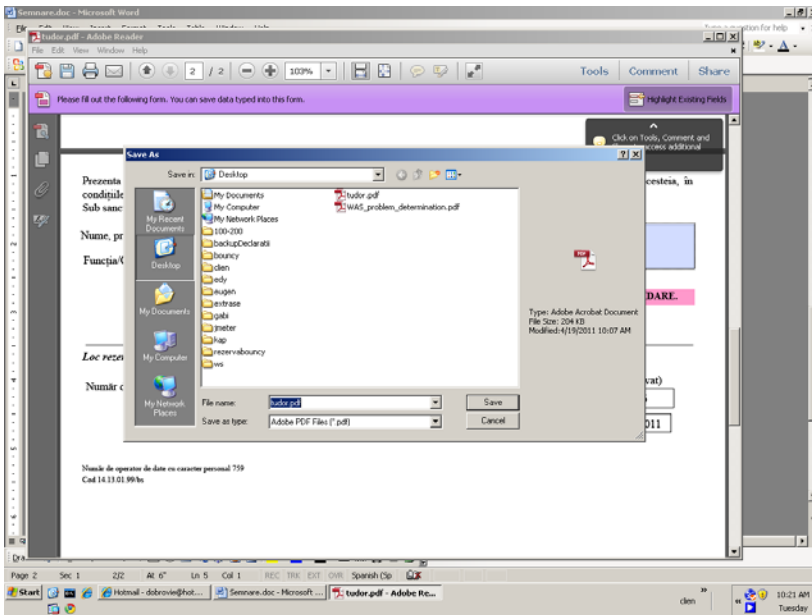 Semnare.doc - Microsoft Word
tudor.pdf - Adobe Reader
File Edit View Window Help
2 / 2
103%
Tools Comment Share
Please fill out the following form. You can save data typed into this form.
Highlight Existing Fields
Click on Tools, Comment and
access additional
Save As
Save in: Desktop
My Recent Documents
Desktop
My Documents
My Computer
My Network Places
My Documents
My Computer
My Network Places
100-200
backupDeclaratii
bouncy
clien
edy
eugen
extrase
gabi
jmeter
kap
rezervabouncy
ws
tudor.pdf
WAS_problem_determination.pdf
Type: Adobe Acrobat Document
File Size: 204 KB
Modified:4/19/2011 10:07 AM
File name: tudor.pdf
Save
Save as type: Adobe PDF Files (*.pdf)
Cancel
Prezenta
cesteia, în
condițiile
Sub sanc
Nume, pr
Funcția/
DARE.
Loc rezer
Număr d
vat)
011
Număr de operator de date cu caracter personal 759
Cod 14.13.01.99/bs
Page 2 Sec 1 2/2 At 6" Ln 5 Col 1 REC TRK EXT OVR Spanish (Sp
Start
Hotmail - dobrovie@hot...
Semnare.doc - Microsoft ...
tudor.pdf - Adobe Re...
clien
10:21 AM
Tuesday